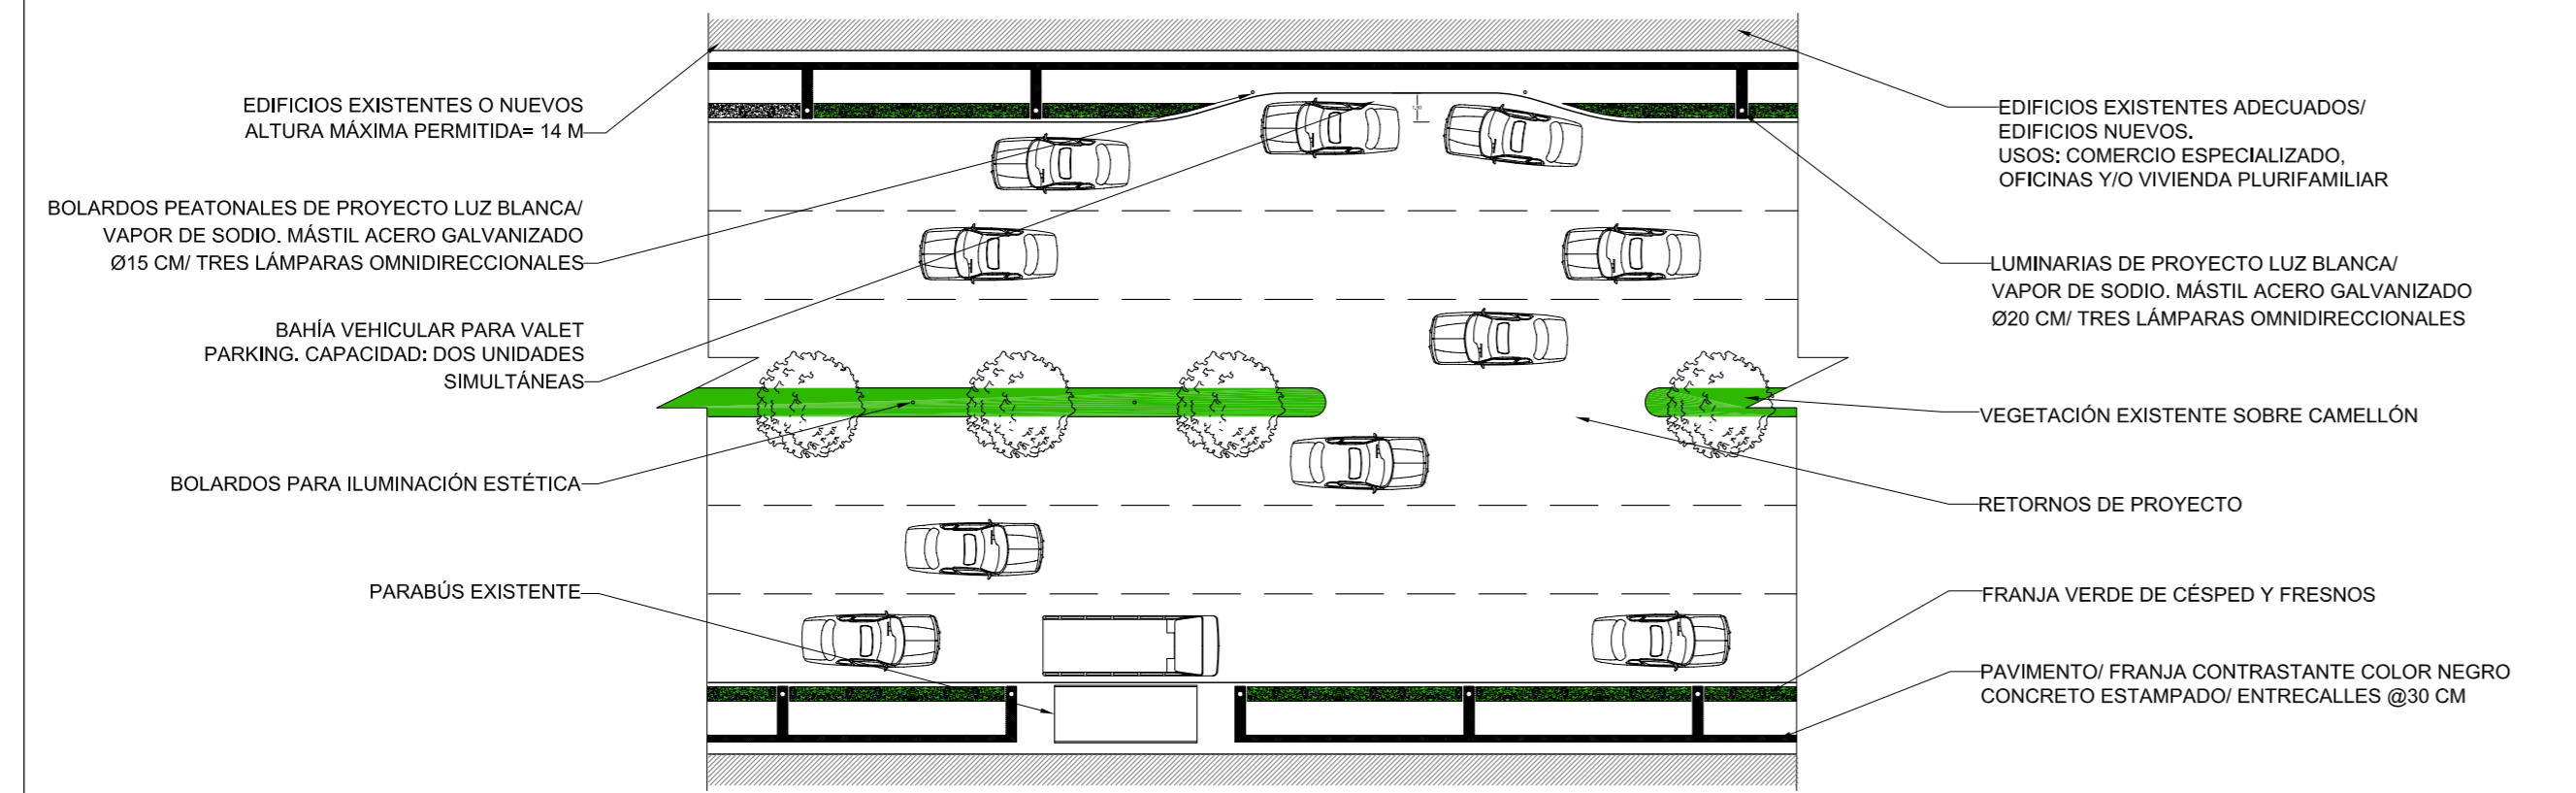 EDIFICIOS EXISTENTES O NUEVOS
ALTURA MÁXIMA PERMITIDA= 14 M
BOLARDOS PEATONALES DE PROYECTO LUZ BLANCA/
VAPOR DE SODIO. MÁSTIL ACERO GALVANIZADO
Ø15 CM/ TRES LÁMPARAS OMNIDIRECCIONALES
BAHÍA VEHICULAR PARA VALET
PARKING. CAPACIDAD: DOS UNIDADES
SIMULTÁNEAS
BOLARDOS PARA ILUMINACIÓN ESTÉTICA
PARABÚS EXISTENTE
EDIFICIOS EXISTENTES ADECUADOS/
EDIFICIOS NUEVOS.
USOS: COMERCIO ESPECIALIZADO,
OFICINAS Y/O VIVIENDA PLURIFAMILIAR
LUMINARIAS DE PROYECTO LUZ BLANCA/
VAPOR DE SODIO. MÁSTIL ACERO GALVANIZADO
Ø20 CM/ TRES LÁMPARAS OMNIDIRECCIONALES
VEGETACIÓN EXISTENTE SOBRE CAMELLÓN
RETORNOS DE PROYECTO
FRANJA VERDE DE CÉSPED Y FRESNOS
PAVIMENTO/ FRANJA CONTRASTANTE COLOR NEGRO
CONCRETO ESTAMPADO/ ENTRECALLES @30 CM